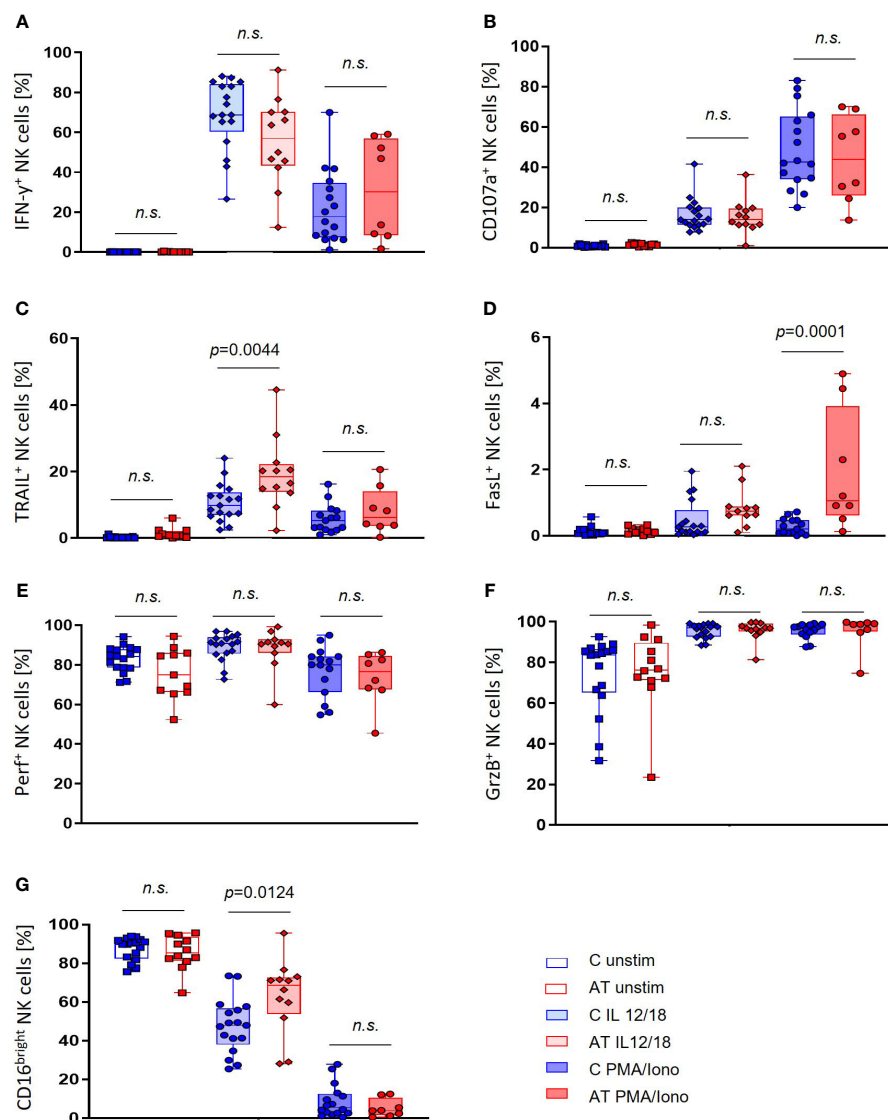 A
IFN-y⁺ NK cells [%]
100
80
60
40
20
0
n.s.
n.s.
n.s.
B
CD107a⁺ NK cells [%]
100
80
60
40
20
0
n.s.
n.s.
n.s.
C
TRAIL⁺ NK cells [%]
60
40
20
0
n.s.
p=0.0044
n.s.
D
FasL⁺ NK cells [%]
6
4
2
0
n.s.
n.s.
p=0.0001
E
Perf⁺ NK cells [%]
100
80
60
40
20
0
n.s.
n.s.
n.s.
F
GrzB⁺ NK cells [%]
100
80
60
40
20
0
n.s.
n.s.
n.s.
G
CD16ᵇʳⁱᵍʰᵗ NK cells [%]
100
80
60
40
20
0
n.s.
p=0.0124
n.s.
C unstim
AT unstim
C IL 12/18
AT IL12/18
C PMA/Iono
AT PMA/Iono